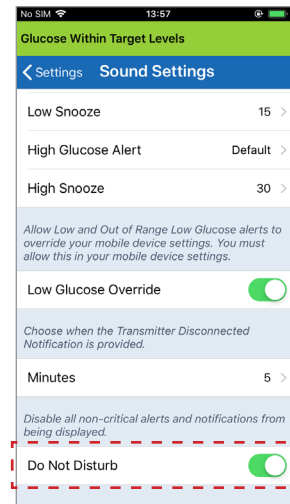 No SIM 13:57
Glucose Within Target Levels
Settings Sound Settings
Low Snooze 15
High Glucose Alert Default
High Snooze 30
Allow Low and Out of Range Low Glucose alerts to
override your mobile device settings. You must
allow this in your mobile device settings.
Low Glucose Override
Choose when the Transmitter Disconnected
Notification is provided.
Minutes 5
Disable all non-critical alerts and notifications from
being displayed.
Do Not Disturb